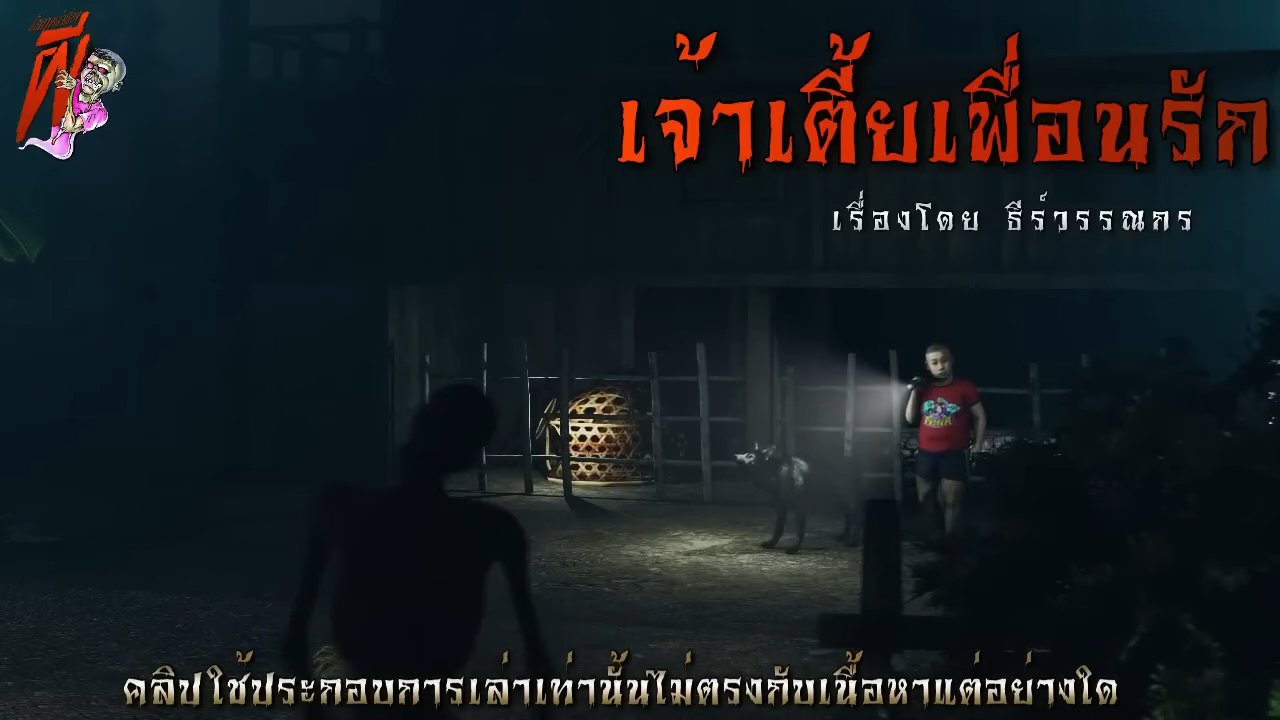 ผี
เจ้าเตี้ยเพื่อนรัก
เรื่องโดย ธีร์วรรณกร
คลิปใช้ประกอบการเล่าเท่านั้นไม่ตรงกับเนื้อหาแต่อย่างใด